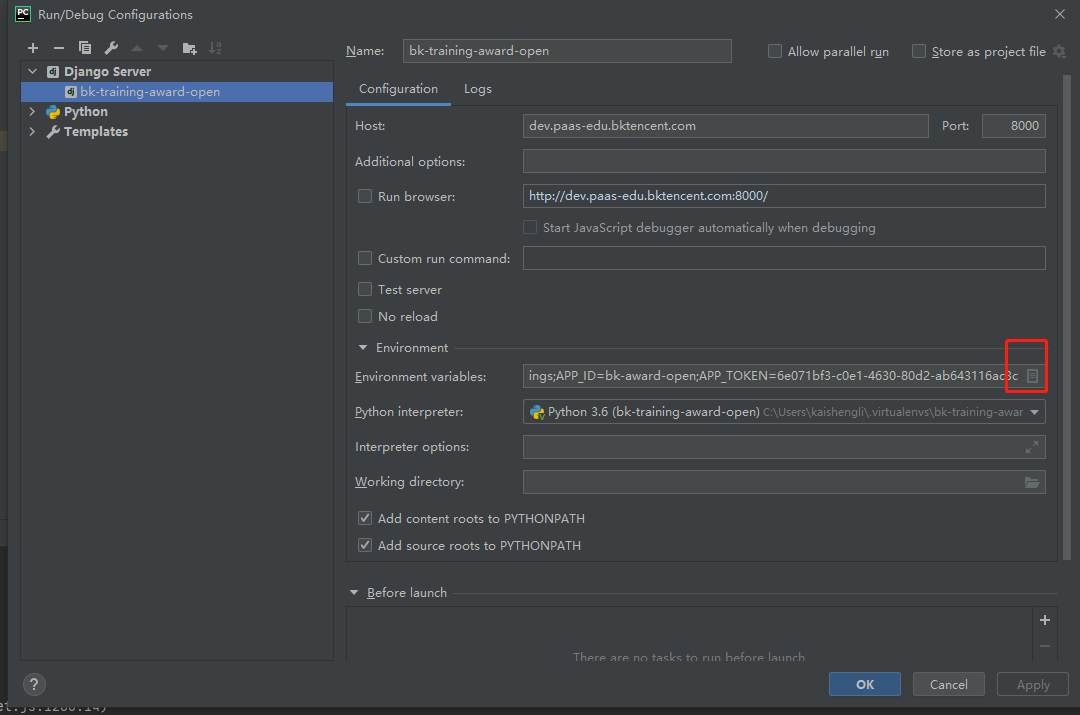 PC Run/Debug Configurations
Name: bk-training-award-open Allow parallel run Store as project file
dj Django Server
dj bk-training-award-open
Python
Templates
Configuration Logs
Host: dev.paas-edu.bktencent.com Port: 8000
Additional options:
Run browser: http://dev.paas-edu.bktencent.com:8000/
Start JavaScript debugger automatically when debugging
Custom run command:
Test server
No reload
Environment
Environment variables: ings;APP_ID=bk-award-open;APP_TOKEN=6e071bf3-c0e1-4630-80d2-ab643116ac3c
Python interpreter: Python 3.6 (bk-training-award-open) C:\Users\kaishengli\.virtualenvs\bk-training-awar
Interpreter options:
Working directory:
Add content roots to PYTHONPATH
Add source roots to PYTHONPATH
Before launch
There are no tasks to run before launch
? OK Cancel Apply